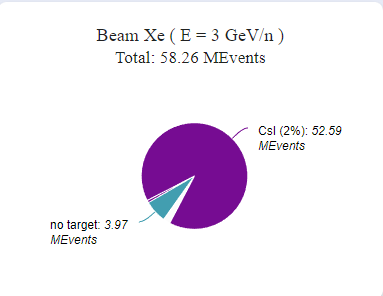 Beam Xe ( E = 3 GeV/n )
Total: 58.26 MEvents
CsI (2%): 52.59
MEvents
no target: 3.97
MEvents